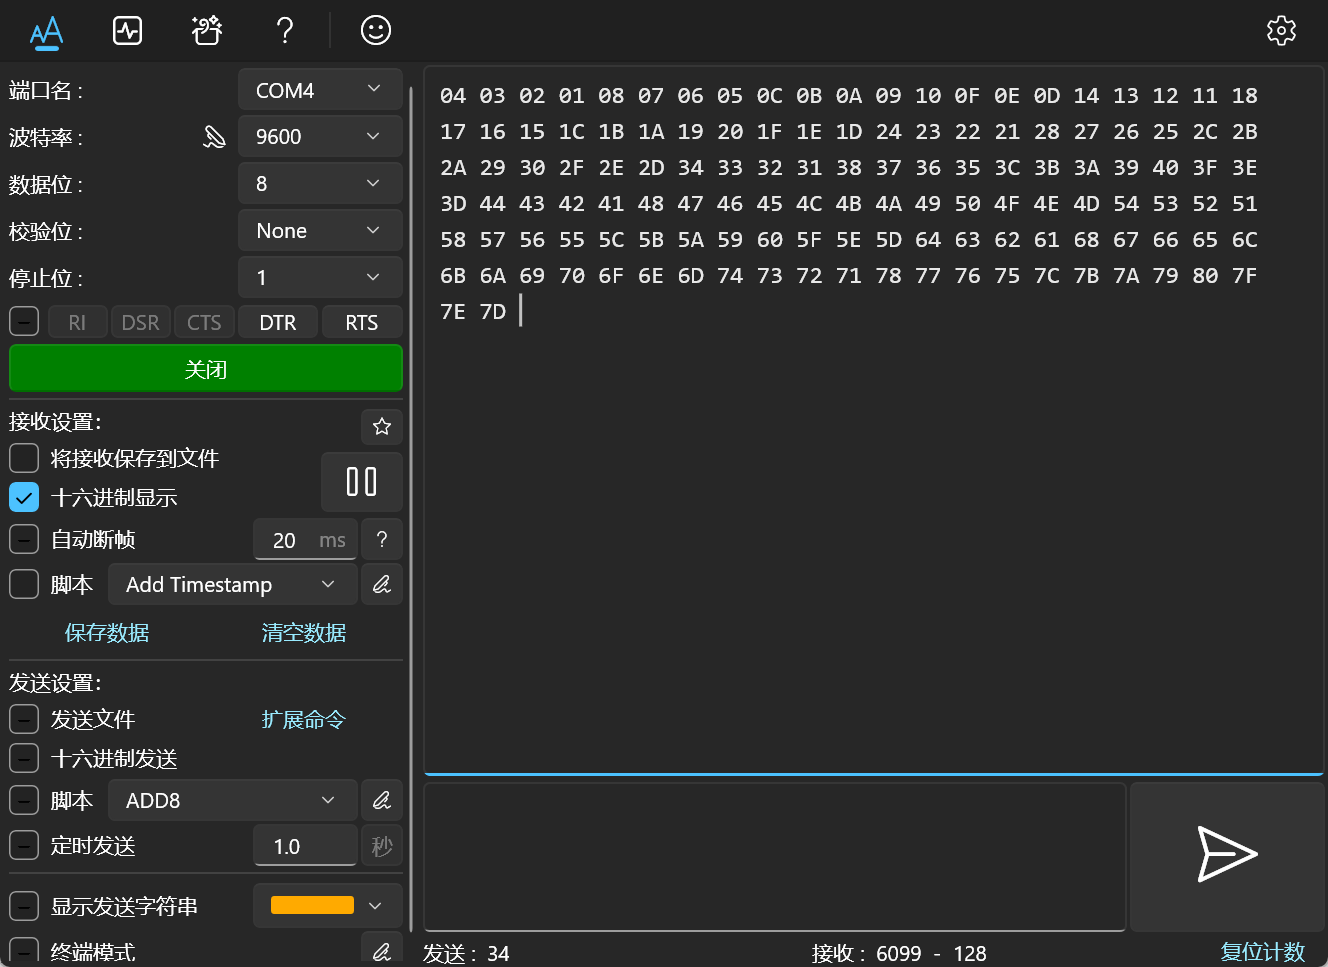 端口名 :
COM4
波特率 :
9600
数据位 :
8
校验位 :
None
停止位 :
1
RI DSR CTS DTR RTS
关闭
接收设置:
将接收保存到文件
十六进制显示
自动断帧 20 ms ?
脚本 Add Timestamp
保存数据 清空数据
发送设置:
发送文件 扩展命令
十六进制发送
脚本 ADD8
定时发送 1.0 秒
显示发送字符串
终端模式
04 03 02 01 08 07 06 05 0C 0B 0A 09 10 0F 0E 0D 14 13 12 11 18
17 16 15 1C 1B 1A 19 20 1F 1E 1D 24 23 22 21 28 27 26 25 2C 2B
2A 29 30 2F 2E 2D 34 33 32 31 38 37 36 35 3C 3B 3A 39 40 3F 3E
3D 44 43 42 41 48 47 46 45 4C 4B 4A 49 50 4F 4E 4D 54 53 52 51
58 57 56 55 5C 5B 5A 59 60 5F 5E 5D 64 63 62 61 68 67 66 65 6C
6B 6A 69 70 6F 6E 6D 74 73 72 71 78 77 76 75 7C 7B 7A 79 80 7F
7E 7D
发送 : 34 接收 : 6099 - 128 复位计数